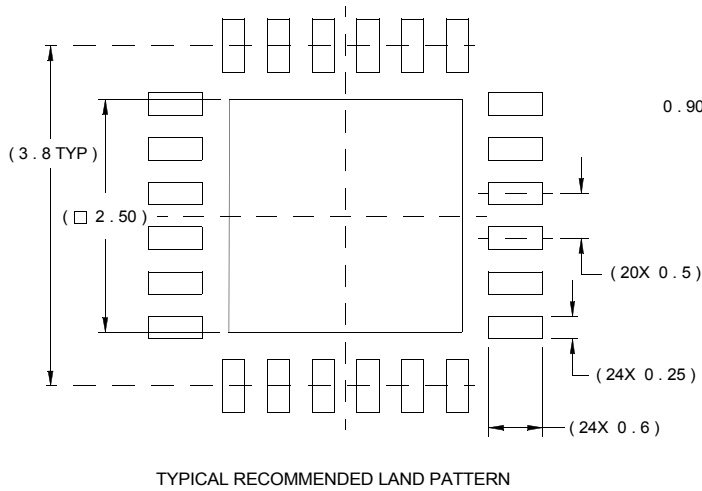 0.90
( 3 . 8 TYP )
( □ 2 . 50 )
( 20X 0 . 5 )
( 24X 0 . 25 )
( 24X 0 . 6 )
TYPICAL RECOMMENDED LAND PATTERN